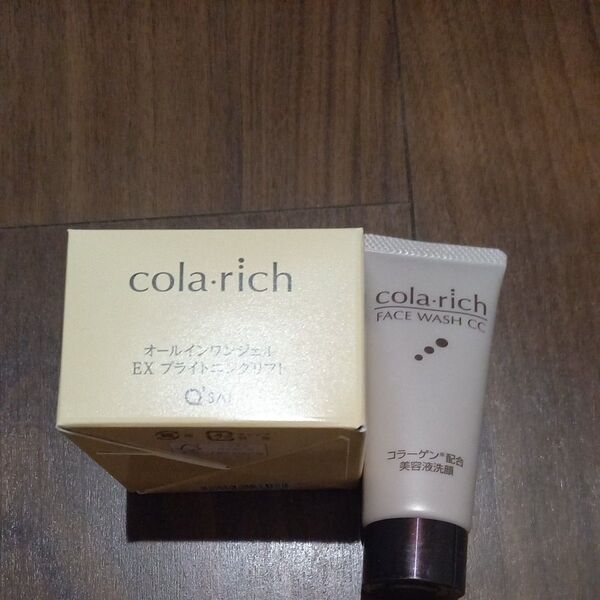 cola・rich
オールインワンジェル
EX ブライトニングリフト
Q'SAI
cola・rich
FACE WASH CC
コラーゲン※配合
美容液洗顔